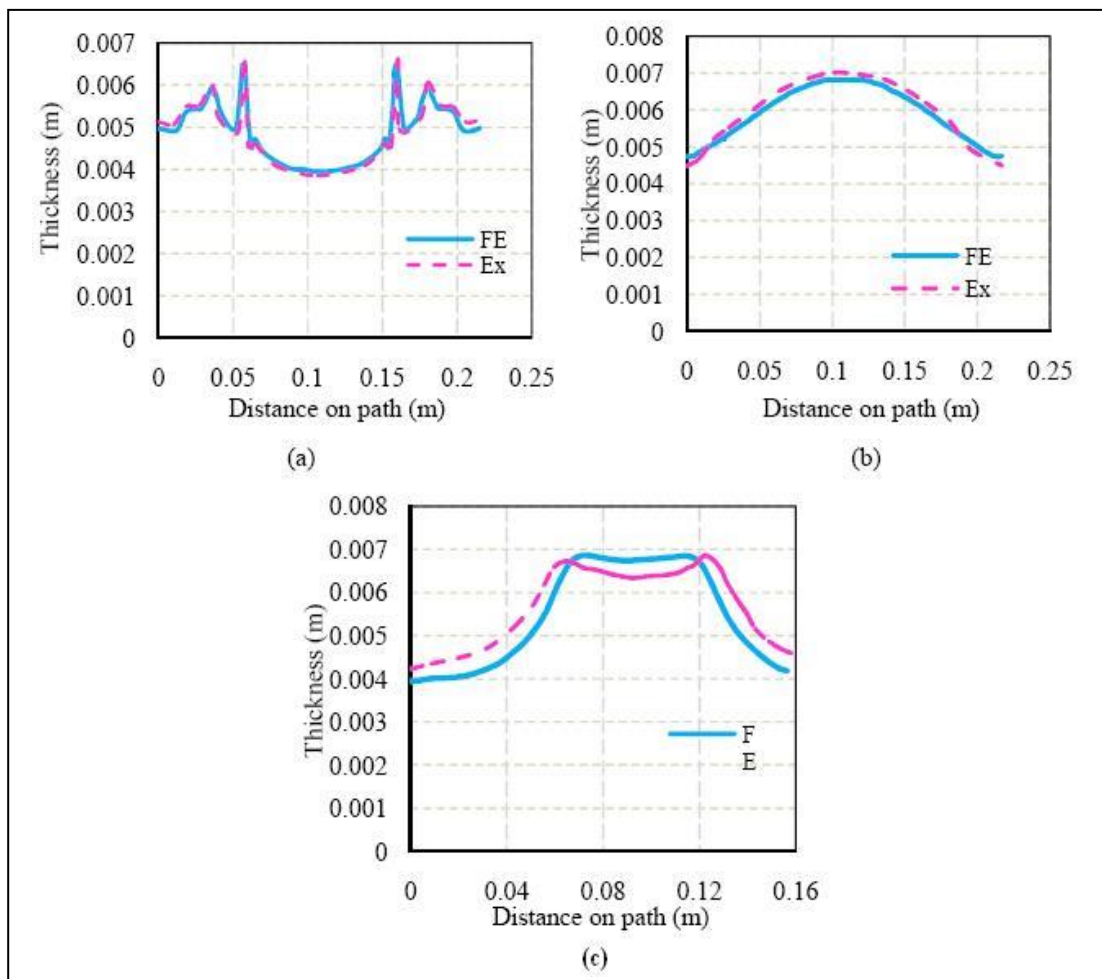 0.007
0.006
0.005
0.004
0.003
0.002
0.001
0
Thickness (m)
FE
Ex
0 0.05 0.1 0.15 0.2 0.25
Distance on path (m)
(a)
0.008
0.007
0.006
0.005
0.004
0.003
0.002
0.001
0
Thickness (m)
FE
Ex
0 0.05 0.1 0.15 0.2 0.25
Distance on path (m)
(b)
0.008
0.007
0.006
0.005
0.004
0.003
0.002
0.001
0
Thickness (m)
F
E
0 0.04 0.08 0.12 0.16
Distance on path (m)
(c)